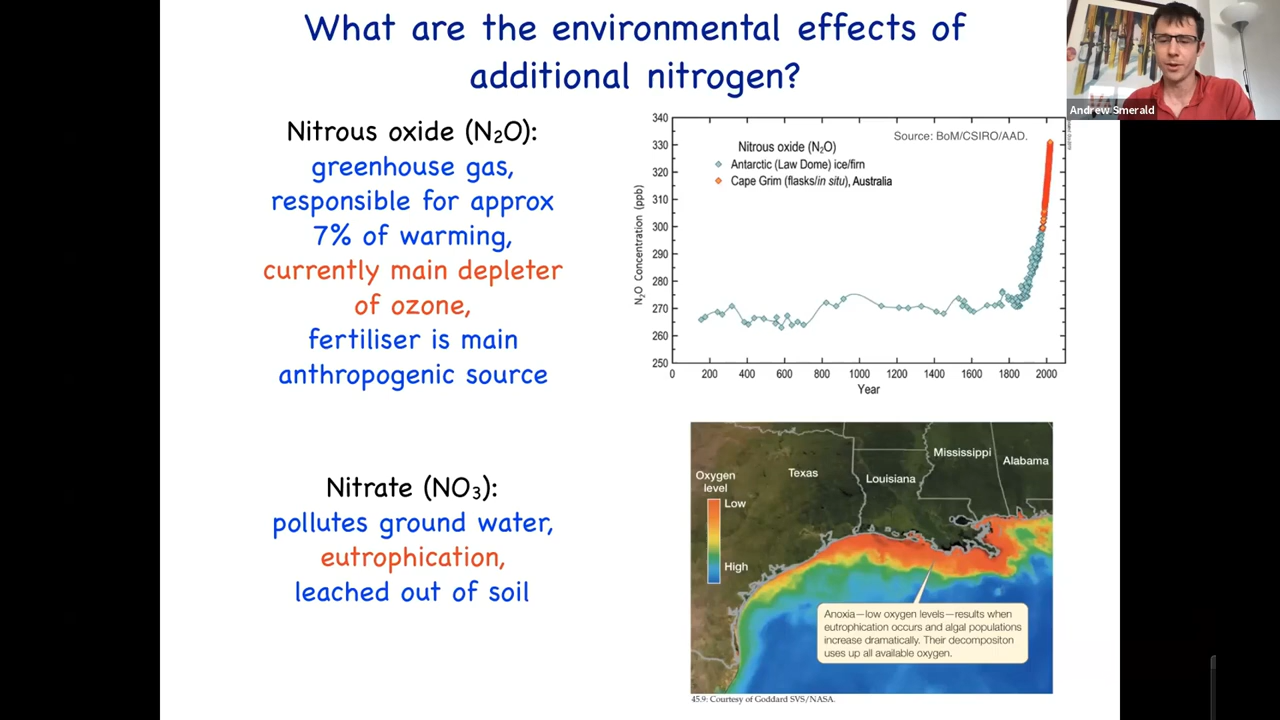 What are the environmental effects of
additional nitrogen?
Andrew Smerald
Nitrous oxide (N₂O):
greenhouse gas,
responsible for approx
7% of warming,
currently main depleter
of ozone,
fertiliser is main
anthropogenic source
Source: BoM/CSIRO/AAD.
Nitrous oxide (N₂O)
Antarctic (Law Dome) ice/firn
Cape Grim (flasks/in situ), Australia
N₂O Concentration (ppb)
340
330
320
310
300
290
280
270
260
250
0 200 400 600 800 1000 1200 1400 1600 1800 2000
Year
Nitrate (NO₃):
pollutes ground water,
eutrophication,
leached out of soil
Oxygen
level
Low
High
Texas
Louisiana
Mississippi
Alabama
Anoxia—low oxygen levels—results when
eutrophication occurs and algal populations
increase dramatically. Their decompositon
uses up all available oxygen.
45.9: Courtesy of Goddard SVS/NASA.